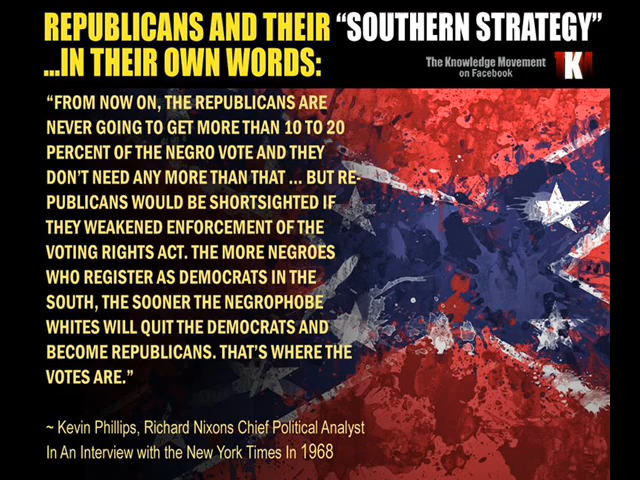 REPUBLICANS AND THEIR “SOUTHERN STRATEGY”
...IN THEIR OWN WORDS:
The Knowledge Movement
on Facebook
TKM
“FROM NOW ON, THE REPUBLICANS ARE
NEVER GOING TO GET MORE THAN 10 TO 20
PERCENT OF THE NEGRO VOTE AND THEY
DON’T NEED ANY MORE THAN THAT ... BUT RE-
PUBLICANS WOULD BE SHORTSIGHTED IF
THEY WEAKENED ENFORCEMENT OF THE
VOTING RIGHTS ACT. THE MORE NEGROES
WHO REGISTER AS DEMOCRATS IN THE
SOUTH, THE SOONER THE NEGROPHOBE
WHITES WILL QUIT THE DEMOCRATS AND
BECOME REPUBLICANS. THAT’S WHERE THE
VOTES ARE.”
~ Kevin Phillips, Richard Nixons Chief Political Analyst
In An Interview with the New York Times In 1968